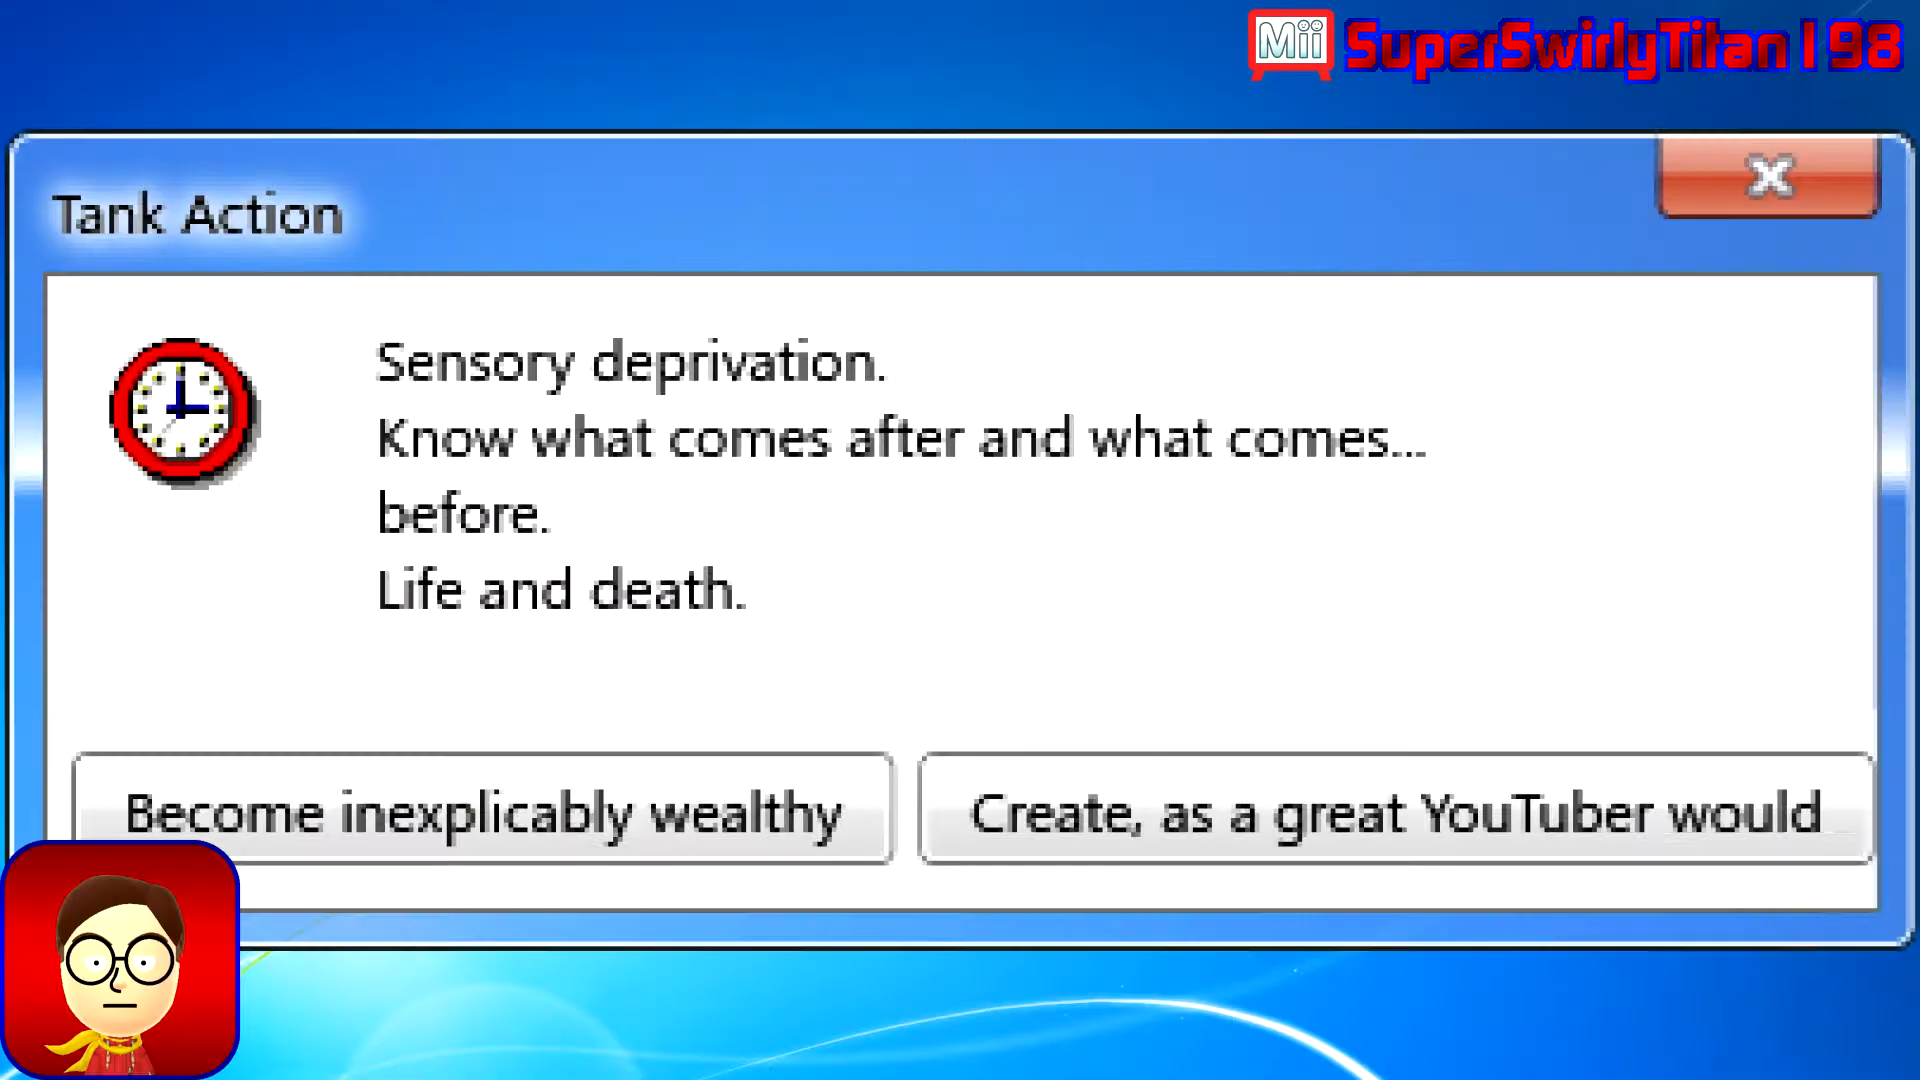 Mii SuperSwirlyTitan198
Tank Action
Sensory deprivation.
Know what comes after and what comes...
before.
Life and death.
Become inexplicably wealthy
Create, as a great YouTuber would